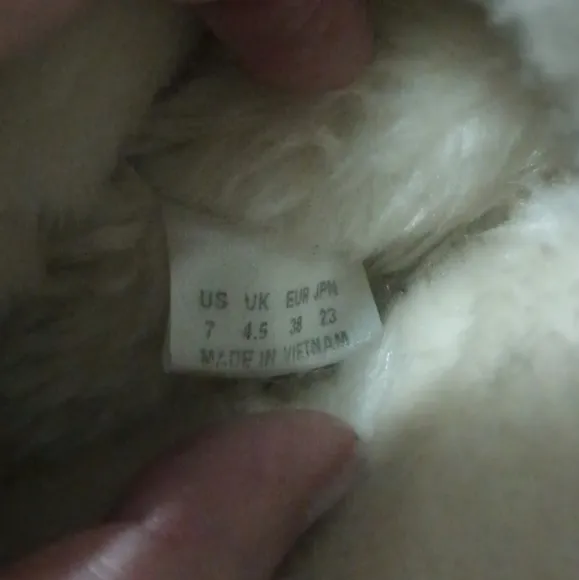 US UK EUR JPN
7 4.5 38 23
MADE IN VIETNAM